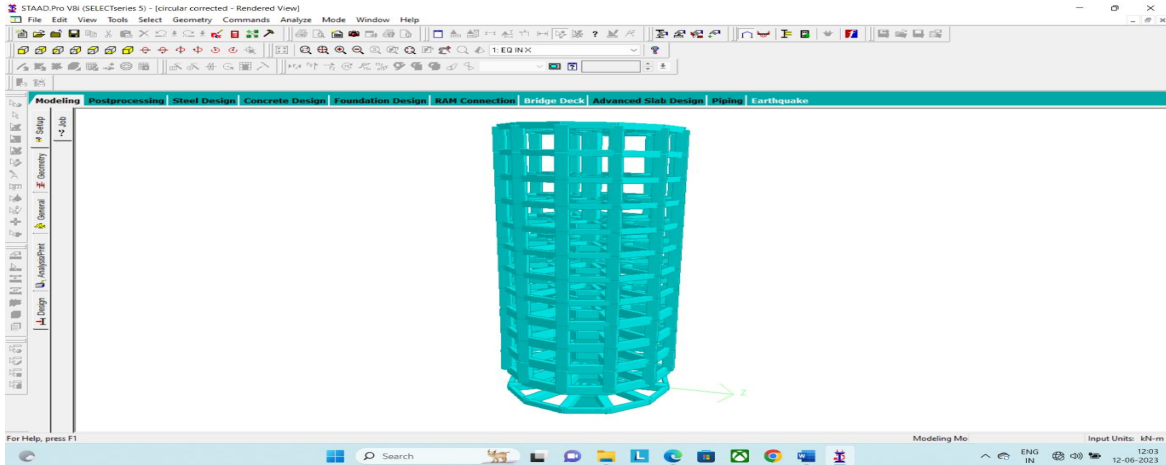 STAAD.Pro V8i (SELECTseries 5) - [circular corrected - Rendered View]
File Edit View Tools Select Geometry Commands Analyze Mode Window Help
1: EQ IN X
Modeling Postprocessing Steel Design Concrete Design Foundation Design RAM Connection Bridge Deck Advanced Slab Design Piping Earthquake
Job
Setup
Geometry
General
Analysis/Print
Design
Z
For Help, press F1 Modeling Mo Input Units: kN-m
Search ENG 12:03
IN 12-06-2023